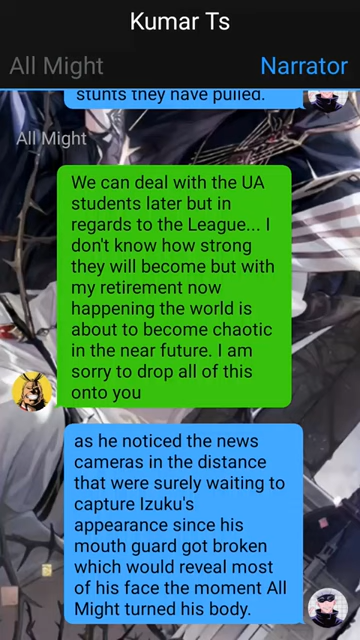 Kumar Ts
All Might
Narrator
stunts they have pulled.
All Might
We can deal with the UA
students later but in
regards to the League... I
don't know how strong
they will become but with
my retirement now
happening the world is
about to become chaotic
in the near future. I am
sorry to drop all of this
onto you
as he noticed the news
cameras in the distance
that were surely waiting to
capture Izuku's
appearance since his
mouth guard got broken
which would reveal most
of his face the moment All
Might turned his body.